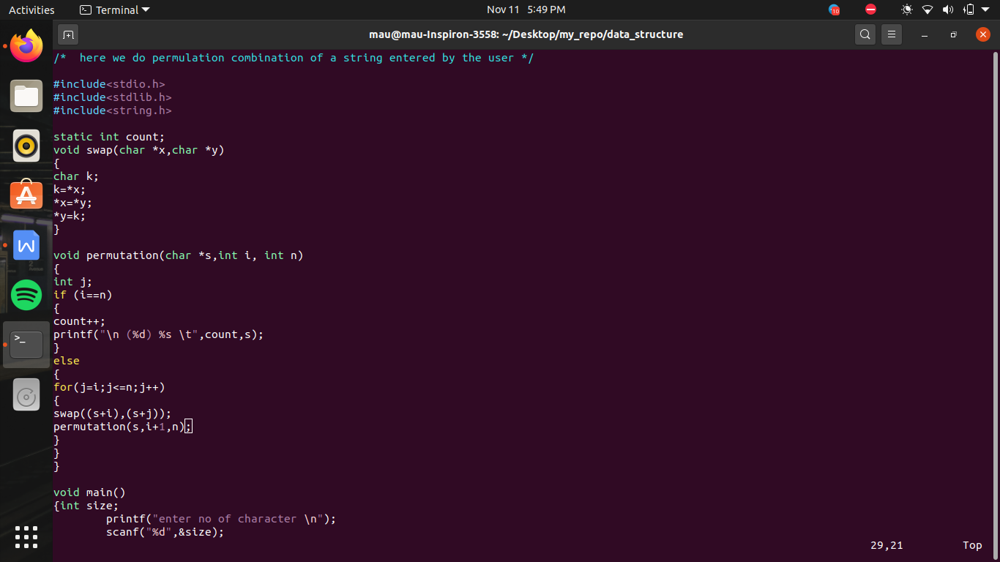 Activities Terminal Nov 11 5:49 PM 10
mau@mau-Inspiron-3558: ~/Desktop/my_repo/data_structure
/*  here we do permulation combination of a string entered by the user */
#include<stdio.h>
#include<stdlib.h>
#include<string.h>
static int count;
void swap(char *x,char *y)
{
char k;
k=*x;
*x=*y;
*y=k;
}
void permutation(char *s,int i, int n)
{
int j;
if (i==n)
{
count++;
printf("\n (%d) %s \t",count,s);
}
else
{
for(j=i;j<=n;j++)
{
swap((s+i),(s+j));
permutation(s,i+1,n);
}
}
}
void main()
{int size;
        printf("enter no of character \n");
        scanf("%d",&size);
29,21 Top